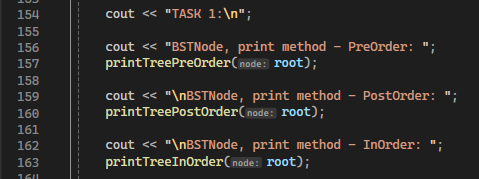 154 cout << "TASK 1:\n";
155
156 cout << "BSTNode, print method - PreOrder: ";
157 printTreePreOrder( node: root);
158
159 cout << "\nBSTNode, print method - PostOrder: ";
160 printTreePostOrder( node: root);
161
162 cout << "\nBSTNode, print method - InOrder: ";
163 printTreeInOrder( node: root);